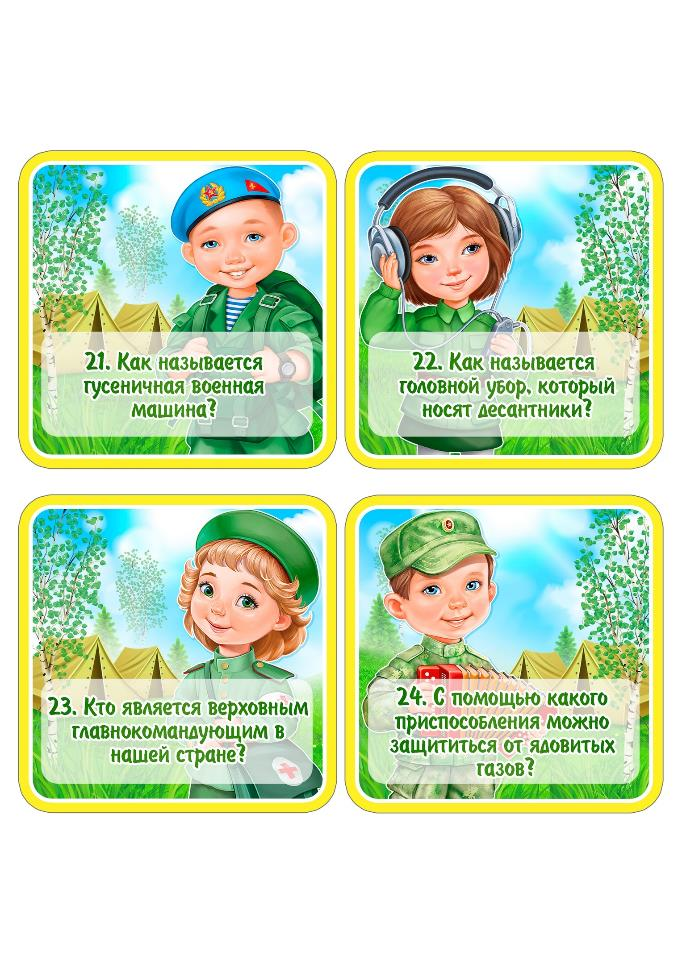 21. Как называется
гусеничная военная
машина?
22. Как называется
головной убор, который
носят десантники?
23. Кто является верховным
главнокомандующим в
нашей стране?
24. С помощью какого
приспособления можно
защититься от ядовитых
газов?